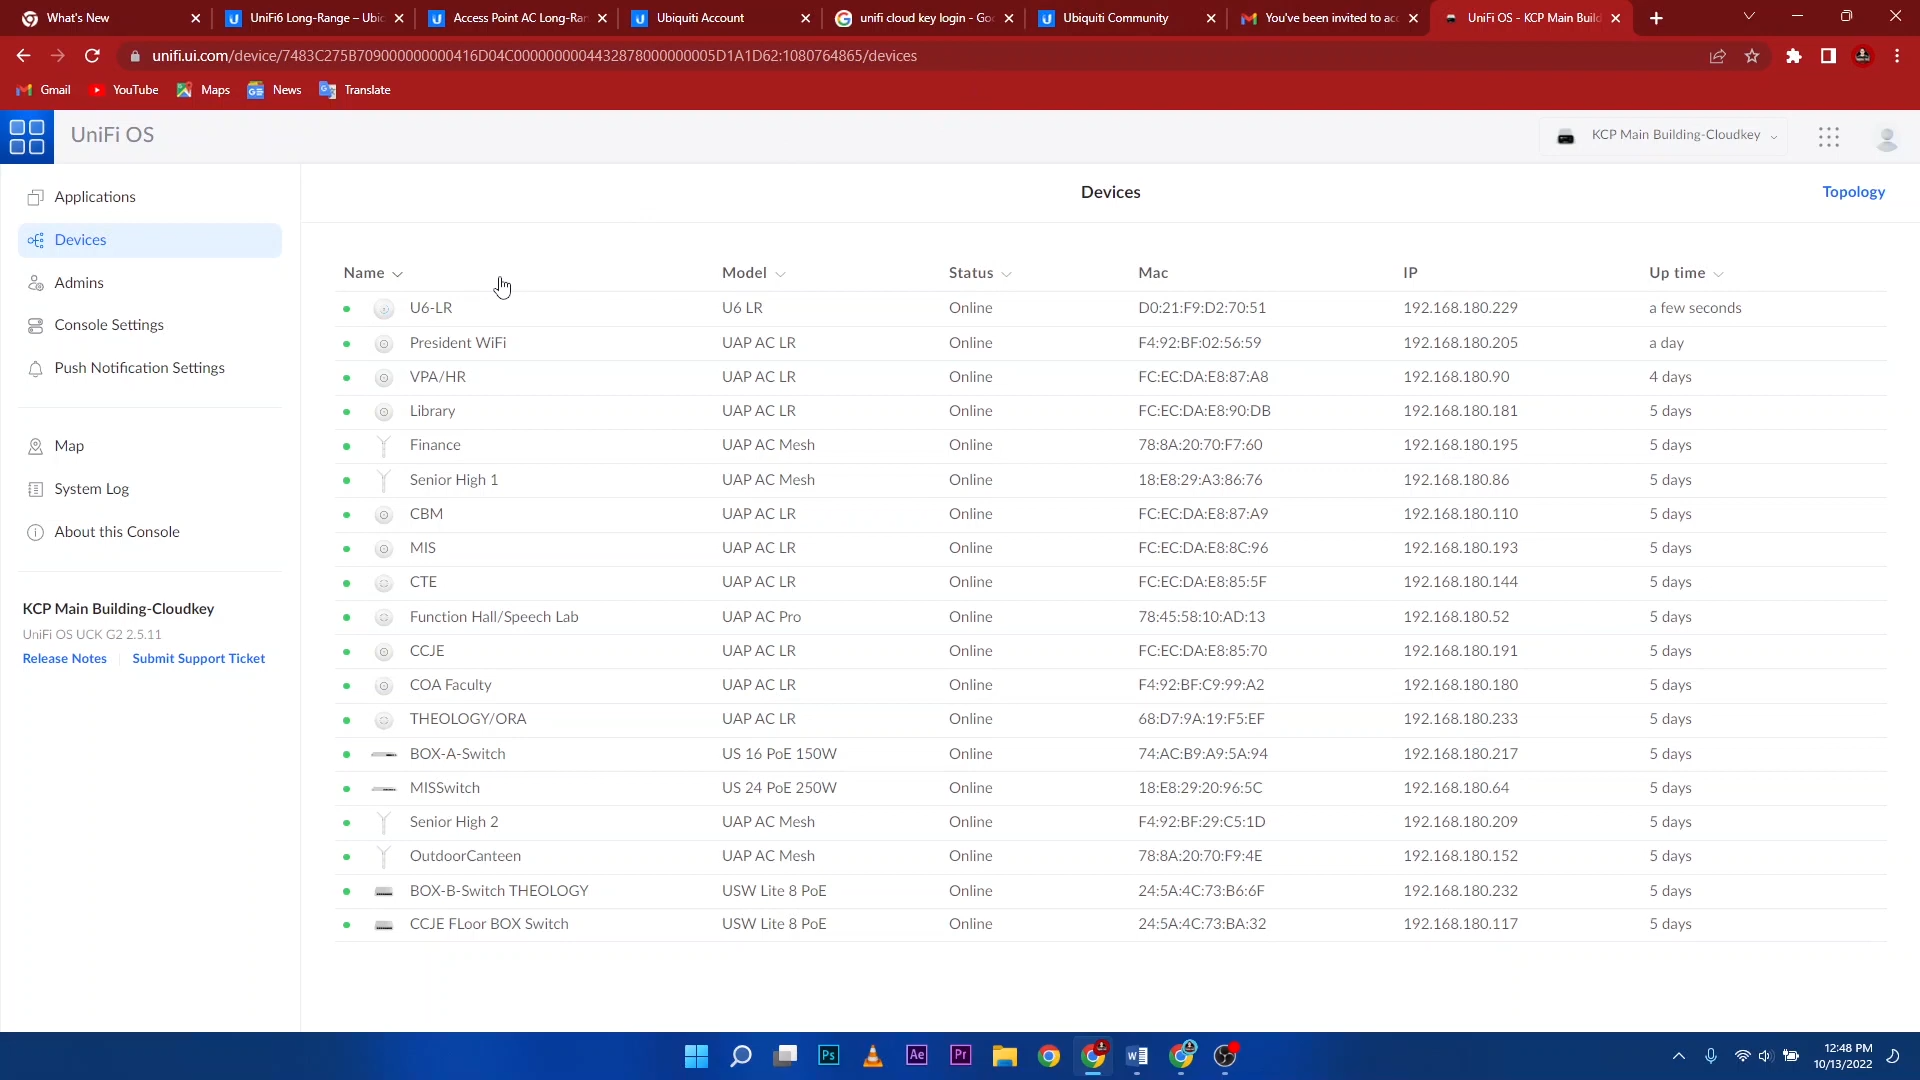 What's New
UniFi6 Long-Range – Ubic
Access Point AC Long-Ran
Ubiquiti Account
unifi cloud key login - Goo
Ubiquiti Community
You've been invited to acc
UniFi OS - KCP Main Build
unifi.ui.com/device/7483C275B709000000000416D04C0000000004432878000000005D1A1D62:1080764865/devices
Gmail
YouTube
Maps
News
Translate
UniFi OS
KCP Main Building-Cloudkey
Applications
Devices
Admins
Console Settings
Push Notification Settings
Map
System Log
About this Console
KCP Main Building-Cloudkey
UniFi OS UCK G2 2.5.11
Release Notes
Submit Support Ticket
Devices
Topology
Name Model Status Mac IP Up time
U6-LR U6 LR Online D0:21:F9:D2:70:51 192.168.180.229 a few seconds
President WiFi UAP AC LR Online F4:92:BF:02:56:59 192.168.180.205 a day
VPA/HR UAP AC LR Online FC:EC:DA:E8:87:A8 192.168.180.90 4 days
Library UAP AC LR Online FC:EC:DA:E8:90:DB 192.168.180.181 5 days
Finance UAP AC Mesh Online 78:8A:20:70:F7:60 192.168.180.195 5 days
Senior High 1 UAP AC Mesh Online 18:E8:29:A3:86:76 192.168.180.86 5 days
CBM UAP AC LR Online FC:EC:DA:E8:87:A9 192.168.180.110 5 days
MIS UAP AC LR Online FC:EC:DA:E8:8C:96 192.168.180.193 5 days
CTE UAP AC LR Online FC:EC:DA:E8:85:5F 192.168.180.144 5 days
Function Hall/Speech Lab UAP AC Pro Online 78:45:58:10:AD:13 192.168.180.52 5 days
CCJE UAP AC LR Online FC:EC:DA:E8:85:70 192.168.180.191 5 days
COA Faculty UAP AC LR Online F4:92:BF:C9:99:A2 192.168.180.180 5 days
THEOLOGY/ORA UAP AC LR Online 68:D7:9A:19:F5:EF 192.168.180.233 5 days
BOX-A-Switch US 16 PoE 150W Online 74:AC:B9:A9:5A:94 192.168.180.217 5 days
MISSwitch US 24 PoE 250W Online 18:E8:29:20:96:5C 192.168.180.64 5 days
Senior High 2 UAP AC Mesh Online F4:92:BF:29:C5:1D 192.168.180.209 5 days
OutdoorCanteen UAP AC Mesh Online 78:8A:20:70:F9:4E 192.168.180.152 5 days
BOX-B-Switch THEOLOGY USW Lite 8 PoE Online 24:5A:4C:73:B6:6F 192.168.180.232 5 days
CCJE FLoor BOX Switch USW Lite 8 PoE Online 24:5A:4C:73:BA:32 192.168.180.117 5 days
Ps
Ae
Pr
12:48 PM
10/13/2022